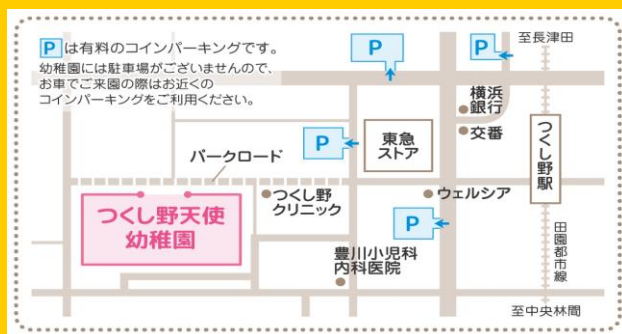 Pは有料のコインパーキングです。
幼稚園には駐車場がございませんので、
お車でご来園の際はお近くの
コインパーキングをご利用ください。
P
P
至長津田
横浜
銀行
交番
P
東急
ストア
つくし野駅
パークロード
つくし野天使
幼稚園
つくし野
クリニック
ウェルシア
P
豊川小児科
内科医院
田園都市線
至中央林間